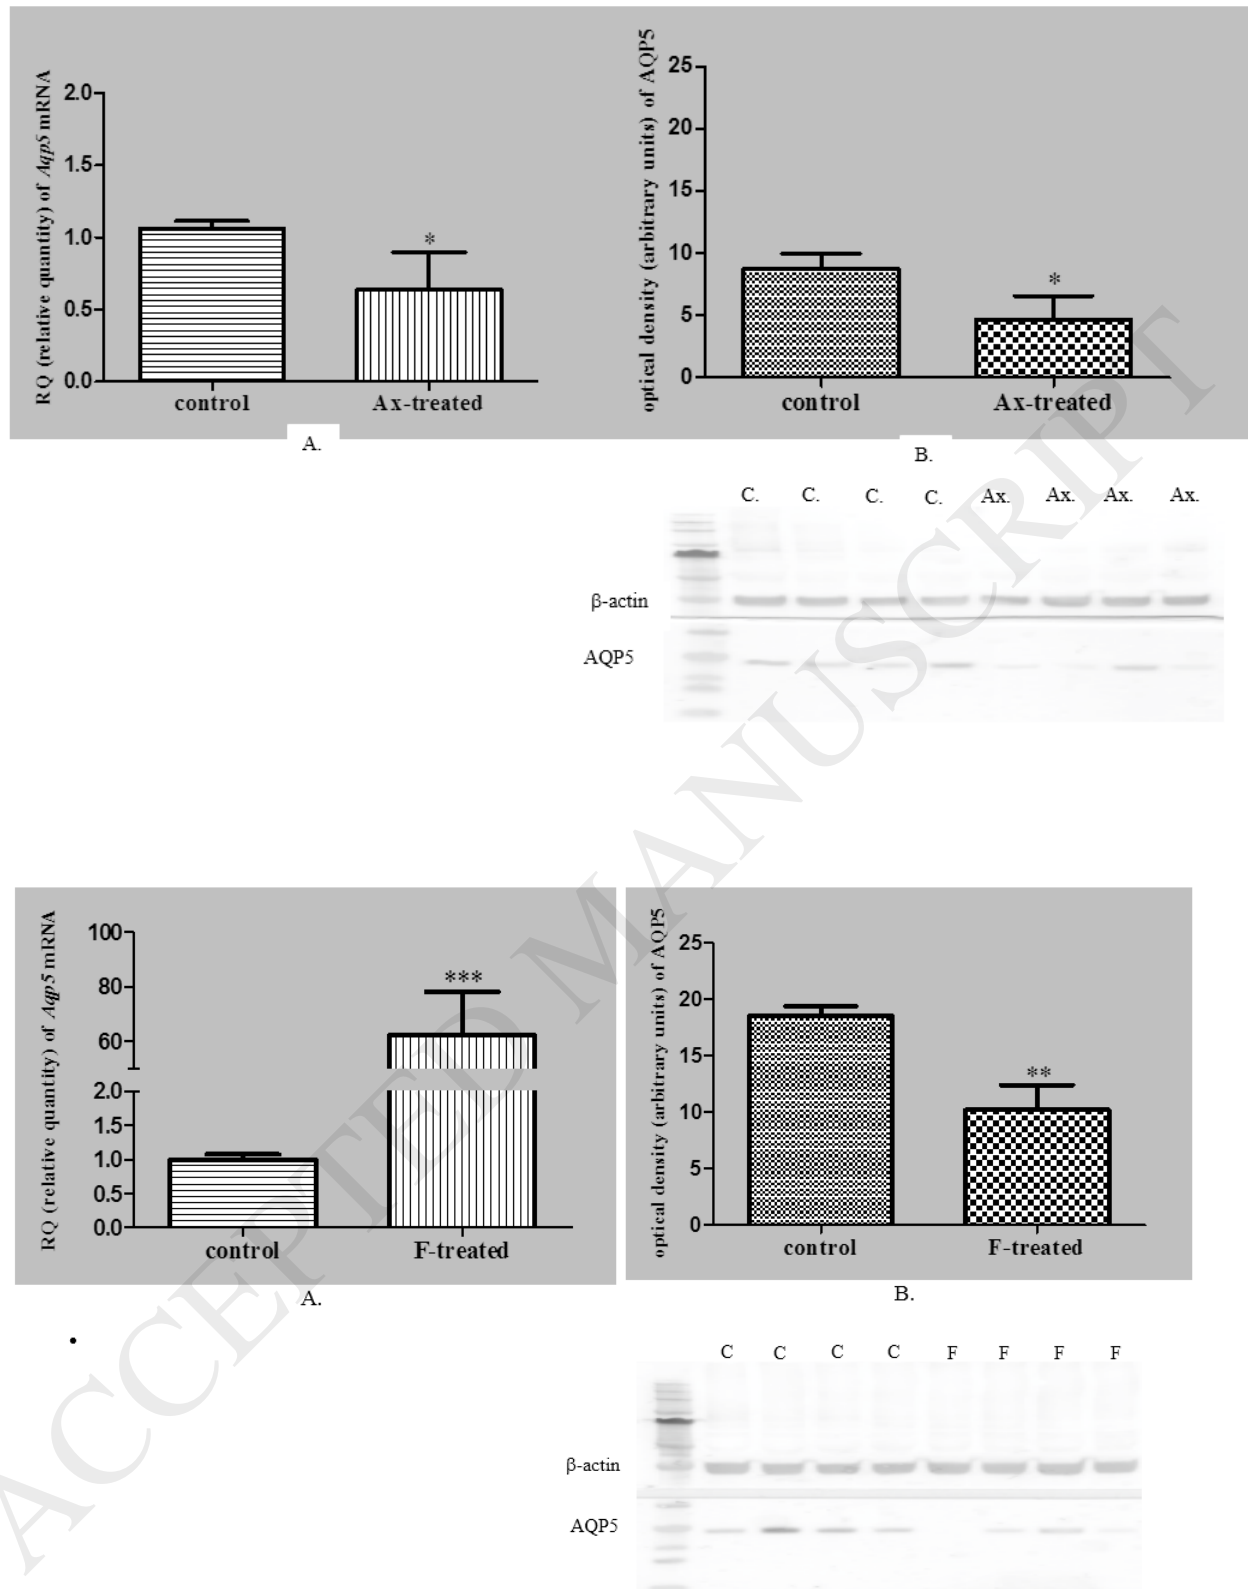 RQ (relative quantity) of Aqp5 mRNA
2.0
1.5
1.0
0.5
0.0
*
control Ax-treated
A.
optical density (arbitrary units) of AQP5
25
20
15
10
5
0
*
control Ax-treated
B.
C. C. C. C. Ax. Ax. Ax. Ax.
β-actin
AQP5
RQ (relative quantity) of Aqp5 mRNA
100
80
60
2.0
1.5
1.0
0.5
0.0
***
control F-treated
A.
optical density (arbitrary units) of AQP5
25
20
15
10
5
0
**
control F-treated
B.
•
C C C C F F F F
β-actin
AQP5
ACCEPTED MANUSCRIPT